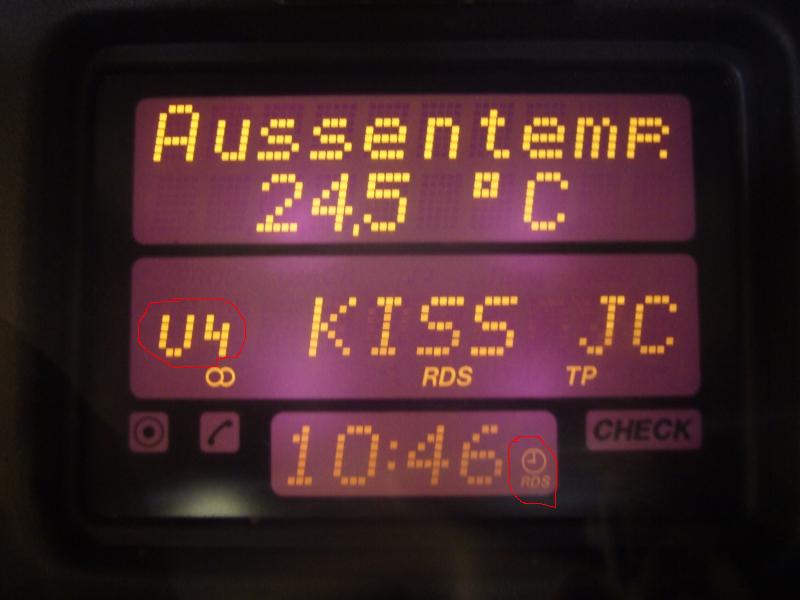 Aussentemp.
24,5 °C
U4 KISS JC
RDS TP
10:46 RDS
CHECK